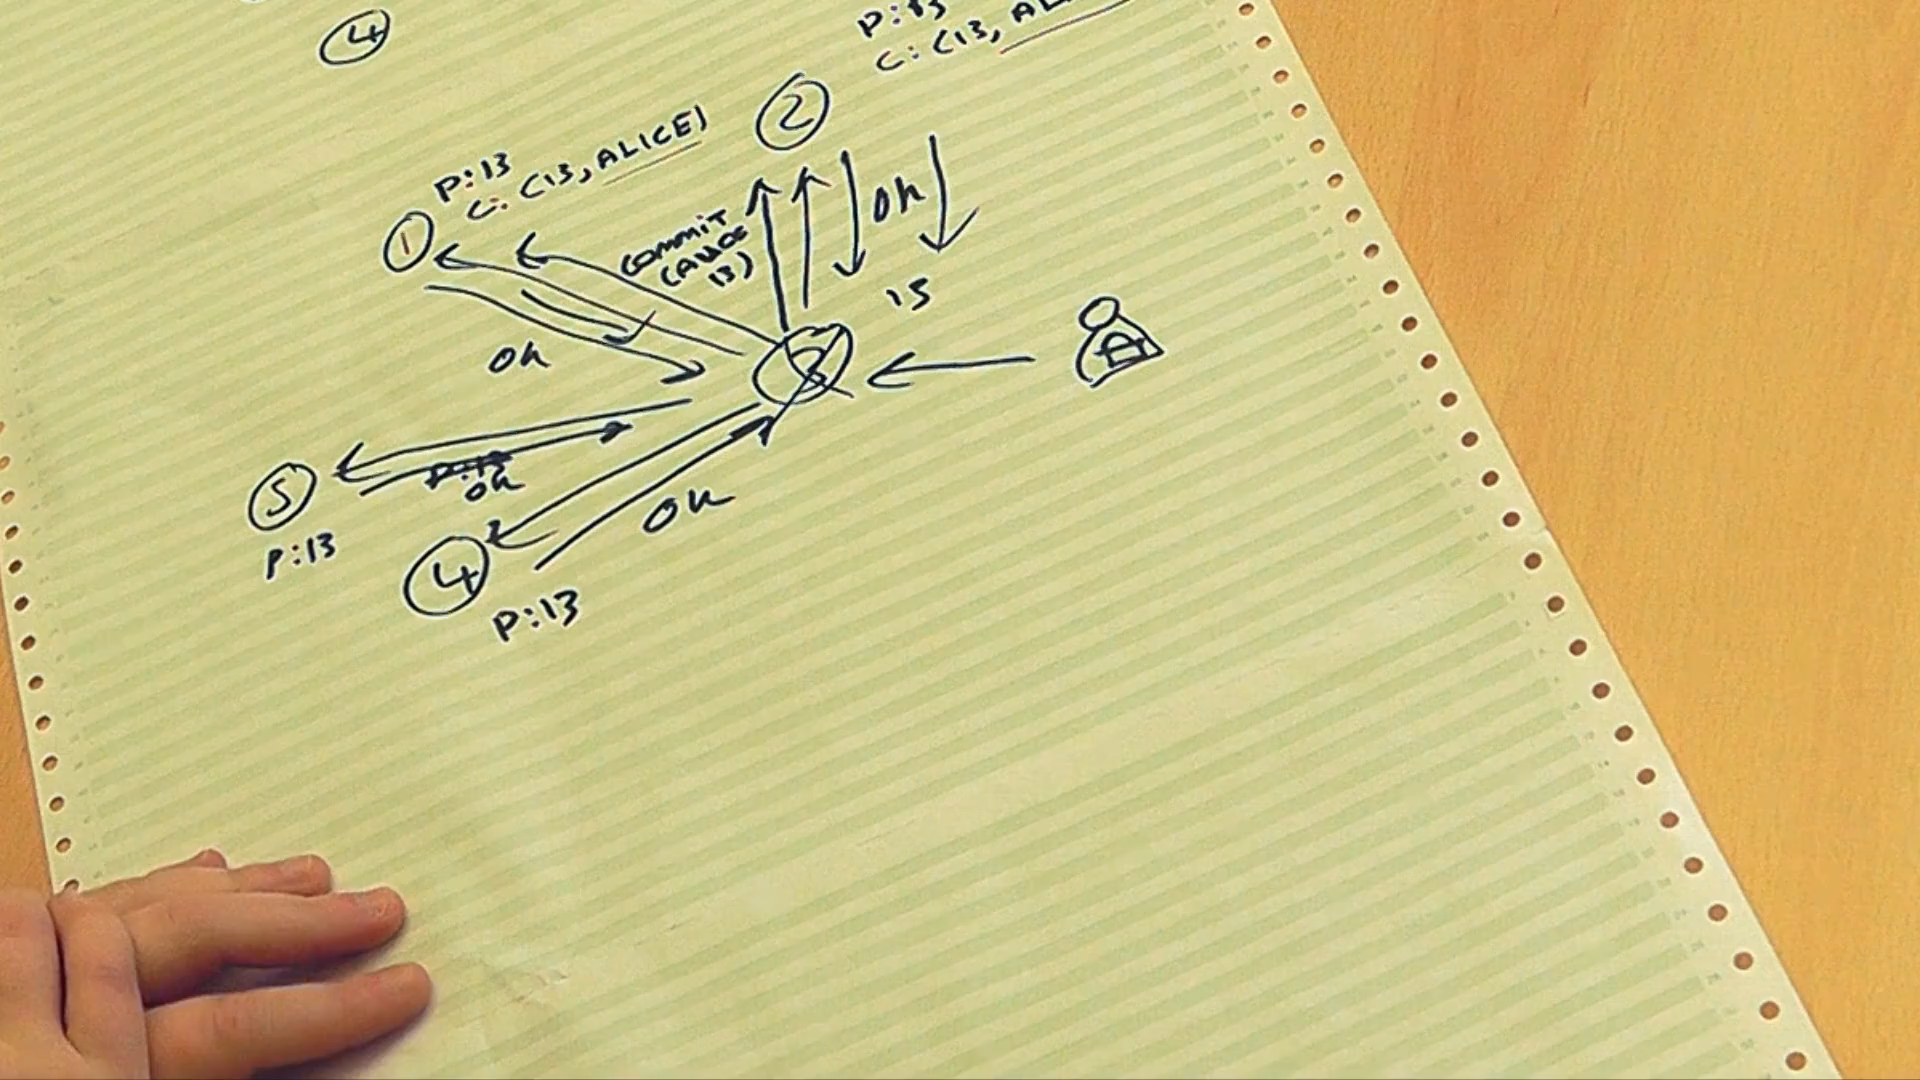 4
P:13
C: (13,
2
P:13
C: (13, ALICE)
1
COMMIT
(ALICE
13)
OK
15
OK
5
OK
P:13
4
OK
P:13